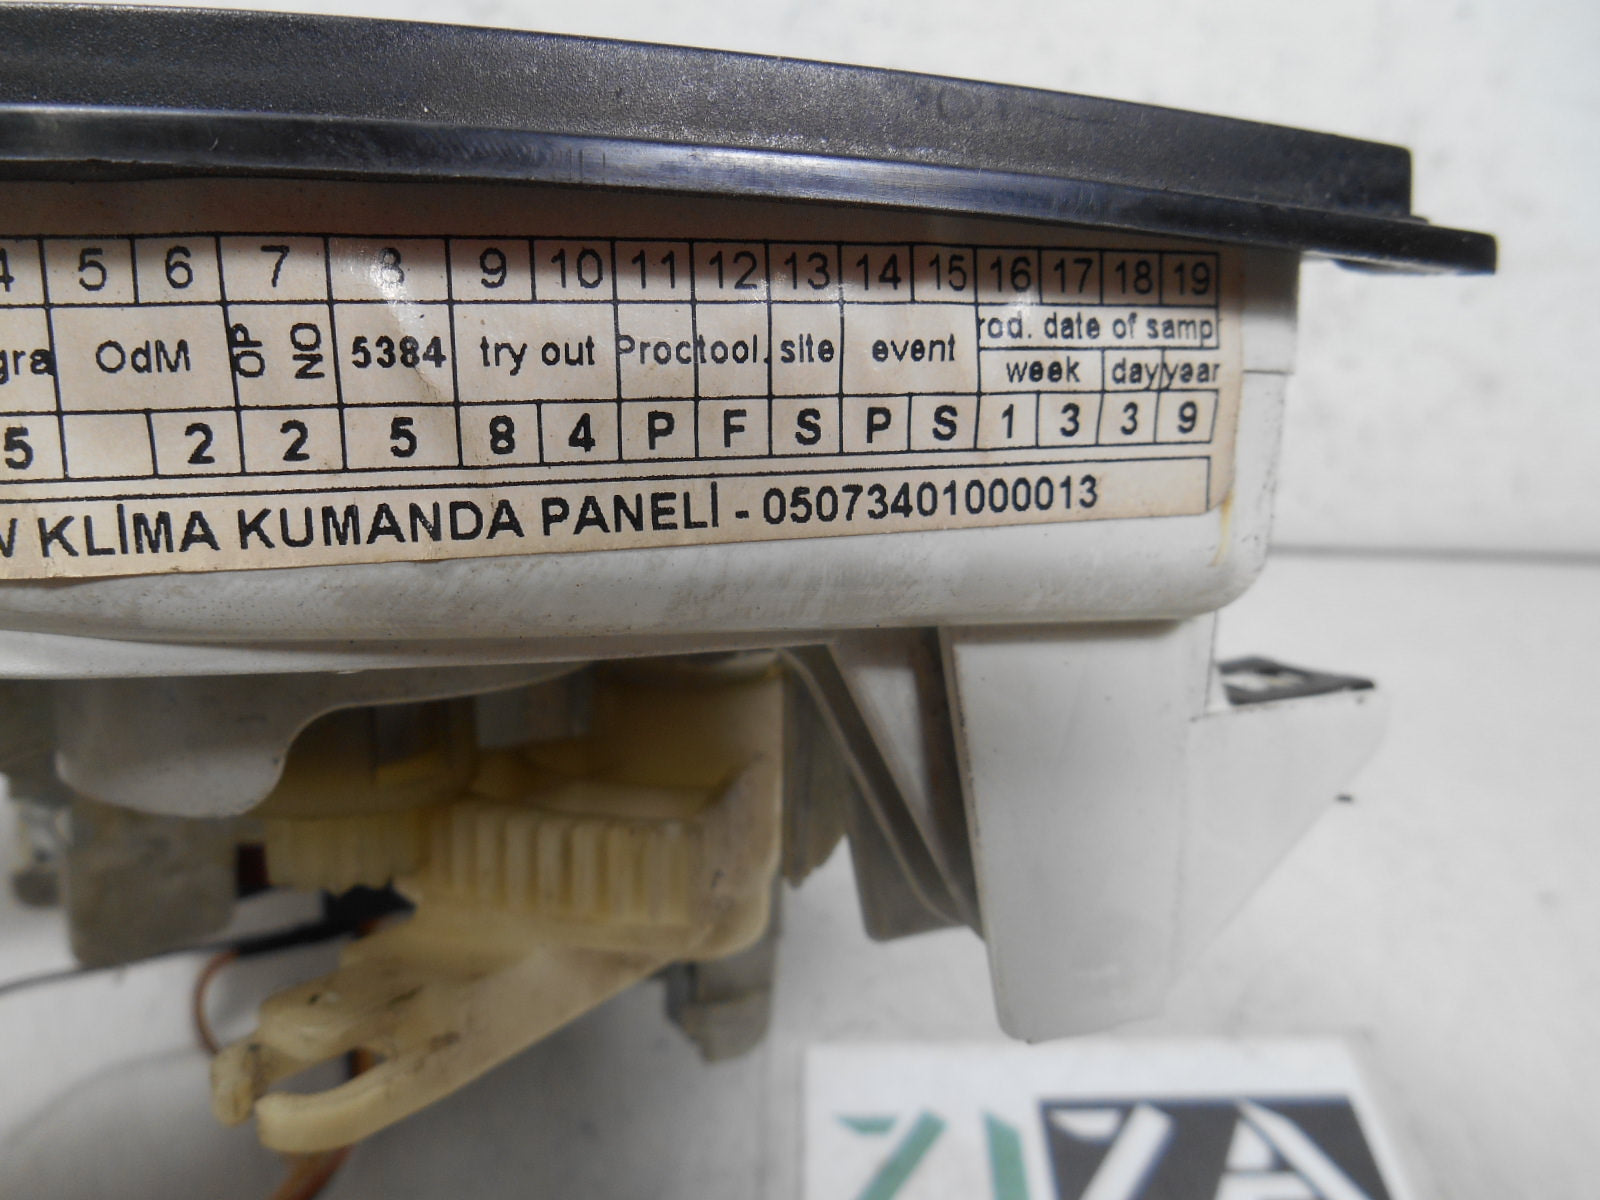 4 5 6 7 8 9 10 11 12 13 14 15 16 17 18 19
gra OdM OP NO 5384 try out Proc tool. site event rod. date of samp
week day year
5 2 2 5 8 4 P F S P S 1 3 3 9
V KLİMA KUMANDA PANELİ - 05073401000013